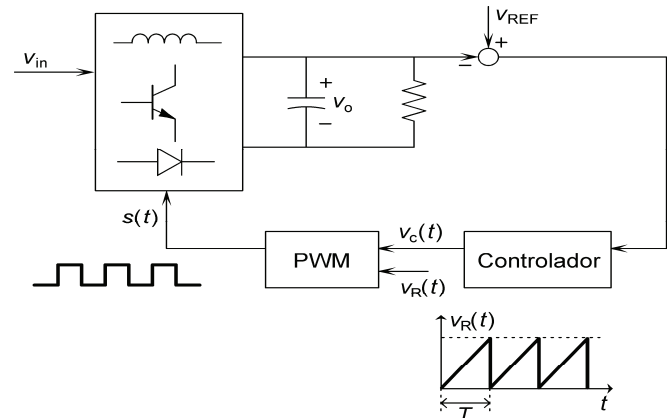 v_REF
+
v_in
−
+
v_o
−
s(t)
v_c(t)
PWM
Controlador
v_R(t)
v_R(t)
t
T